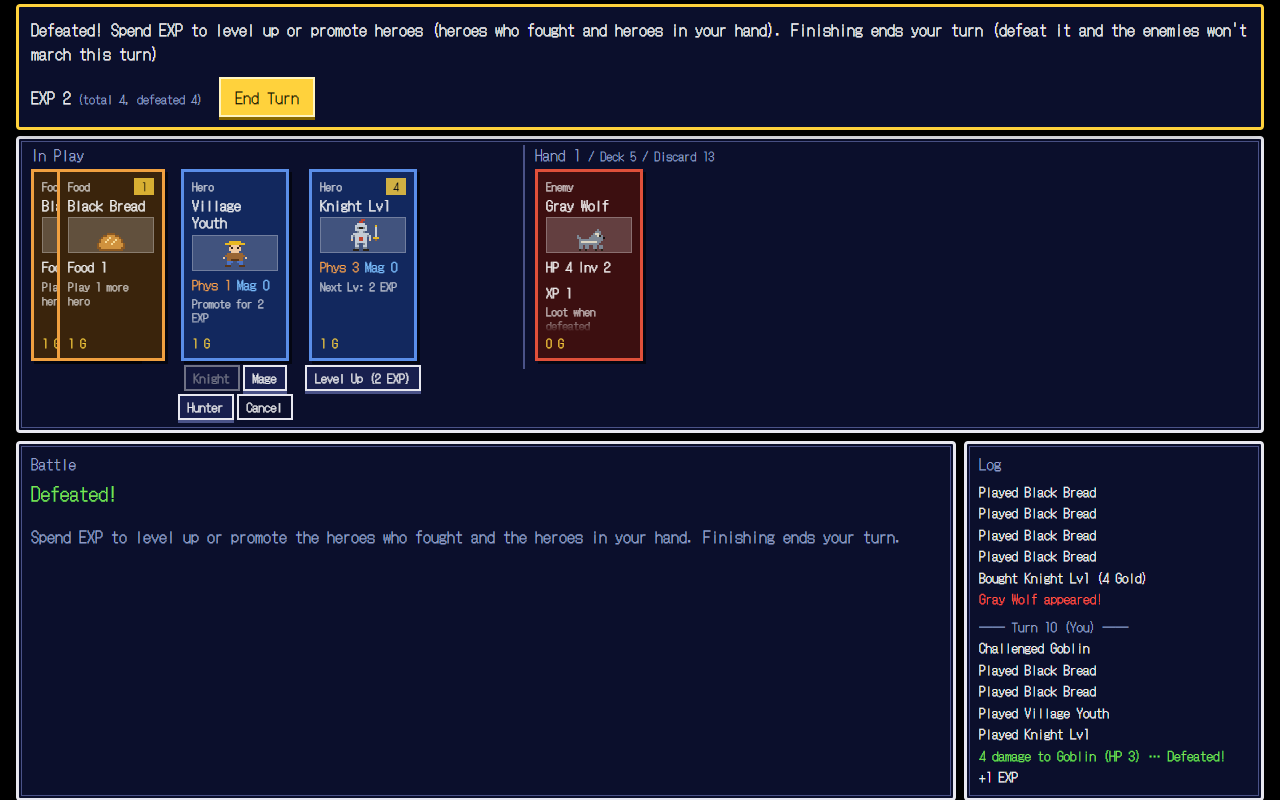 Defeated! Spend EXP to level up or promote heroes (heroes who fought and heroes in your hand). Finishing ends your turn (defeat it and the enemies won't
march this turn)
EXP 2 (total 4, defeated 4)
End Turn
In Play
Hand 1 / Deck 5 / Discard 13
Food 1
Black Bread
Food 1
Play 1 more
hero
1 G
1 G
Hero
Village
Youth
Phys 1 Mag 0
Promote for 2
EXP
1 G
Knight
Mage
Hunter
Cancel
Hero 4
Knight Lv1
Phys 3 Mag 0
Next Lv: 2 EXP
1 G
Level Up (2 EXP)
Enemy
Gray Wolf
HP 4 Inv 2
XP 1
Loot when
defeated
0 G
Battle
Defeated!
Spend EXP to level up or promote the heroes who fought and the heroes in your hand. Finishing ends your turn.
Log
Played Black Bread
Played Black Bread
Played Black Bread
Played Black Bread
Bought Knight Lv1 (4 Gold)
Gray Wolf appeared!
─── Turn 10 (You) ───
Challenged Goblin
Played Black Bread
Played Black Bread
Played Village Youth
Played Knight Lv1
4 damage to Goblin (HP 3) … Defeated!
+1 EXP